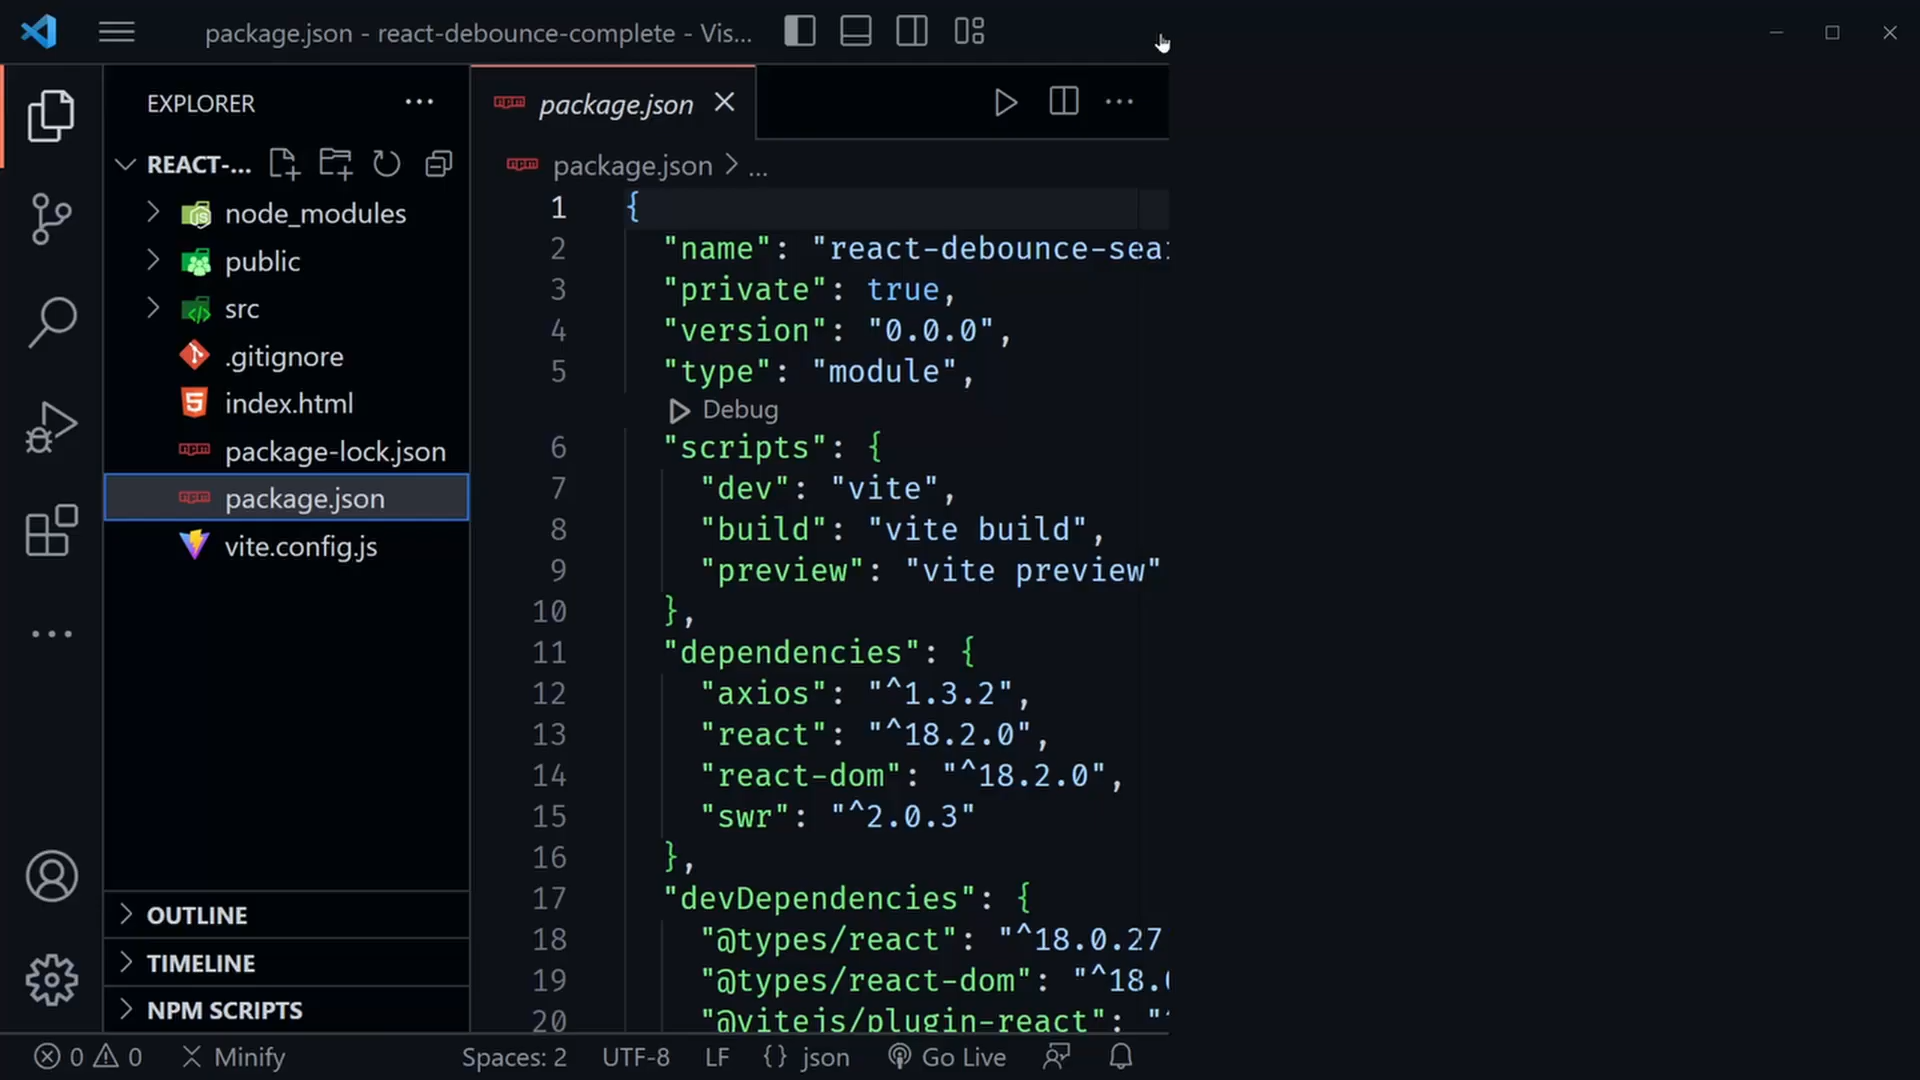 package.json - react-debounce-complete - Vis...
EXPLORER
REACT-...
node_modules
public
src
.gitignore
index.html
package-lock.json
package.json
vite.config.js
OUTLINE
TIMELINE
NPM SCRIPTS
package.json
package.json > ...
1 {
2 "name": "react-debounce-sea
3 "private": true,
4 "version": "0.0.0",
5 "type": "module",
Debug
6 "scripts": {
7 "dev": "vite",
8 "build": "vite build",
9 "preview": "vite preview"
10 },
11 "dependencies": {
12 "axios": "^1.3.2",
13 "react": "^18.2.0",
14 "react-dom": "^18.2.0",
15 "swr": "^2.0.3"
16 },
17 "devDependencies": {
18 "@types/react": "^18.0.27
19 "@types/react-dom": "^18.
20 "@vitejs/plugin-react": "^
0 0 Minify Spaces: 2 UTF-8 LF {} json Go Live